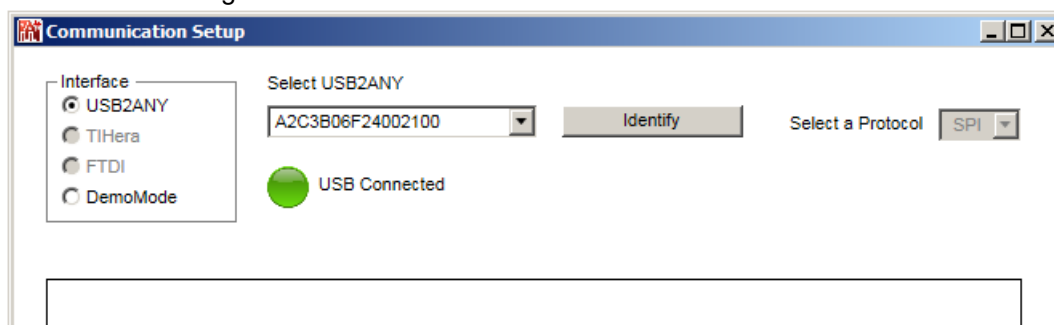 Communication Setup
Interface
USB2ANY
TIHera
FTDI
DemoMode
Select USB2ANY
A2C3B06F24002100
Identify
Select a Protocol SPI
USB Connected